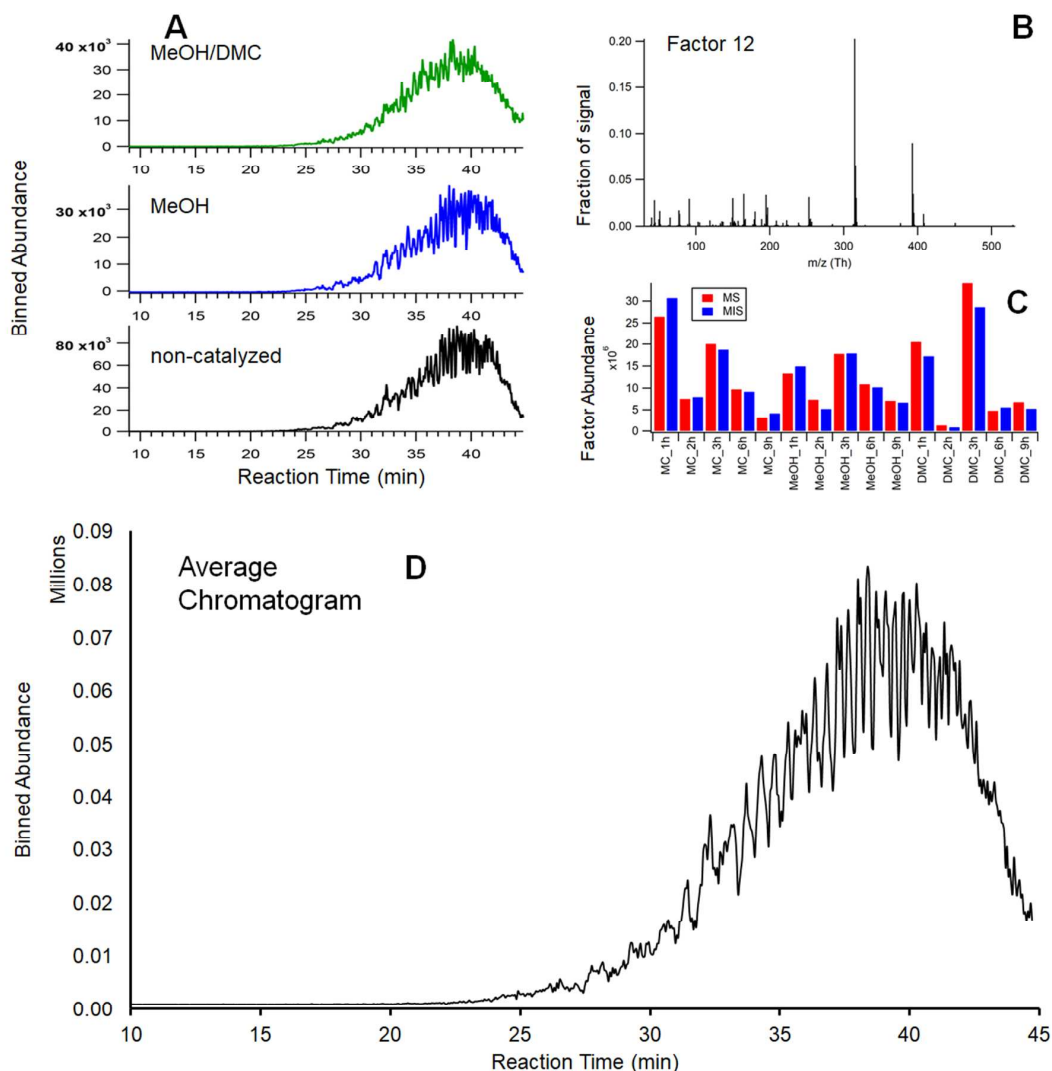 A
MeOH/DMC
40 x10³
30
20
10
0
10 15 20 25 30 35 40
MeOH
30 x10³
20
10
0
10 15 20 25 30 35 40
non-catalyzed
80 x10³
60
40
20
0
10 15 20 25 30 35 40
Binned Abundance
Reaction Time (min)
B
Factor 12
0.20
0.15
0.10
0.05
0.00
Fraction of signal
100 200 300 400 500
m/z (Th)
C
MS
MIS
30
25
20
15
10
5
0
Factor Abundance
x10⁶
MC_1h
MC_2h
MC_3h
MC_6h
MC_9h
MeOH_1h
MeOH_2h
MeOH_3h
MeOH_6h
MeOH_9h
DMC_1h
DMC_2h
DMC_3h
DMC_6h
DMC_9h
D
Average
Chromatogram
Millions
0.09
0.08
0.07
0.06
0.05
0.04
0.03
0.02
0.01
0.00
Binned Abundance
10 15 20 25 30 35 40 45
Reaction Time (min)